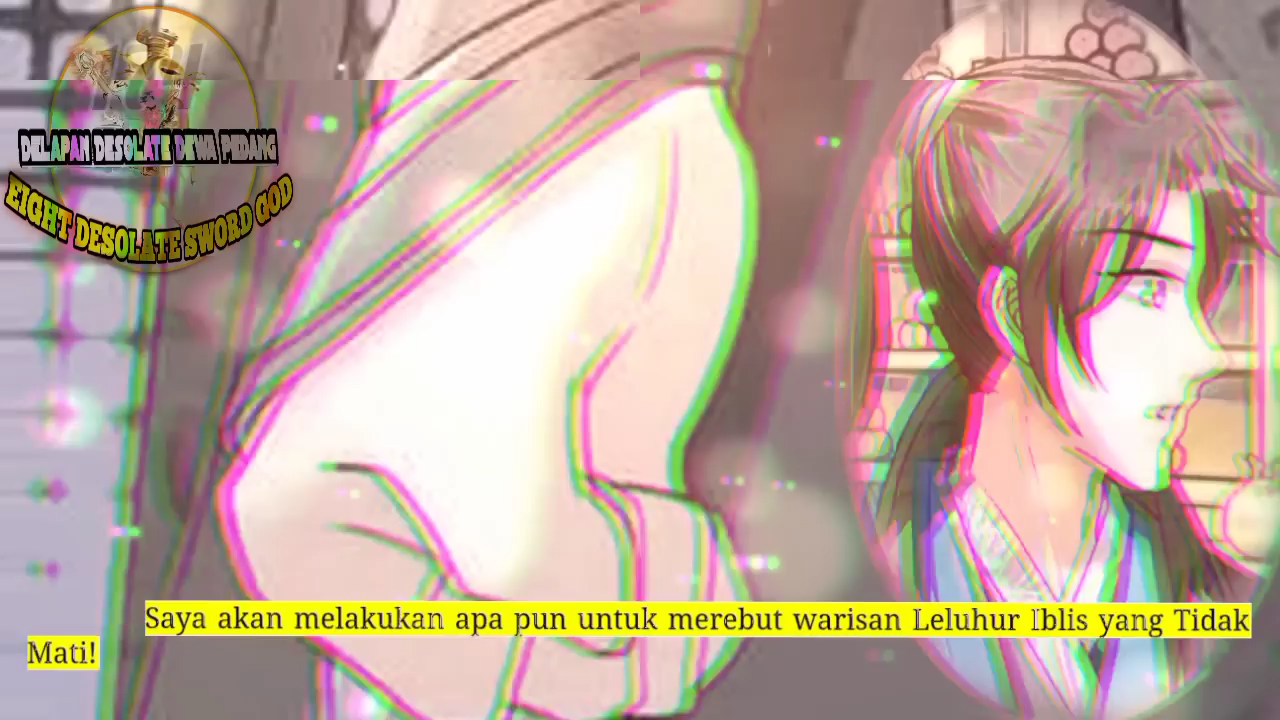 DELAPAN DESOLATE DEWA PEDANG
EIGHT DESOLATE SWORD GOD
Saya akan melakukan apa pun untuk merebut warisan Leluhur Iblis yang Tidak
Mati!